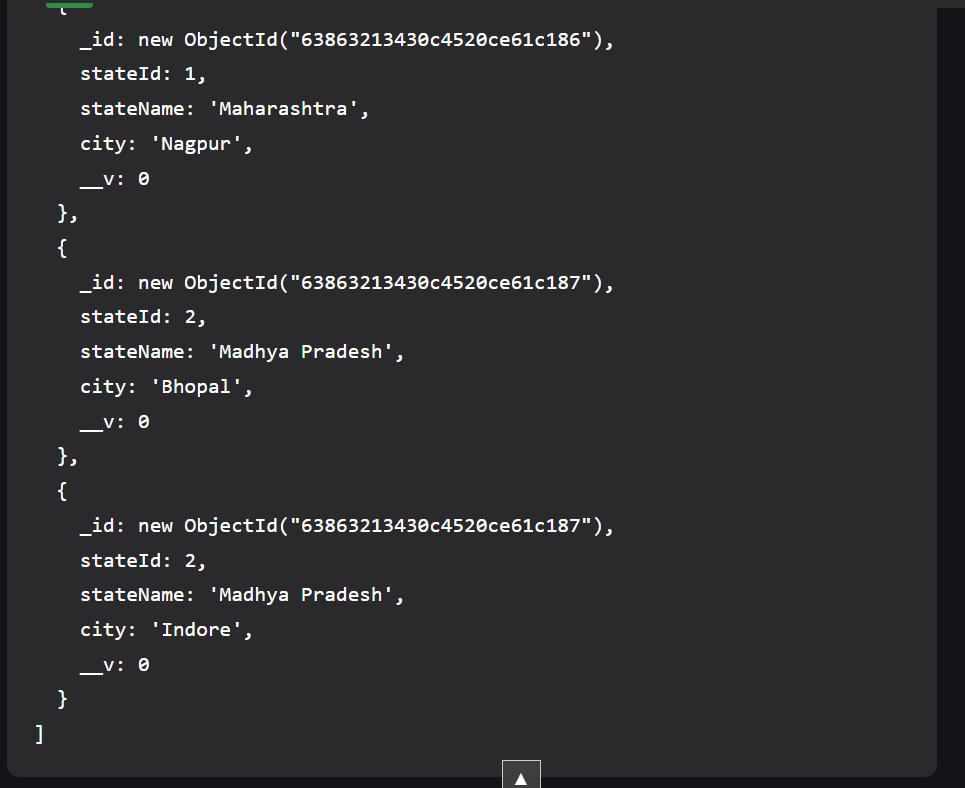 {
_id: new ObjectId("63863213430c4520ce61c186"),
stateId: 1,
stateName: 'Maharashtra',
city: 'Nagpur',
__v: 0
},
{
_id: new ObjectId("63863213430c4520ce61c187"),
stateId: 2,
stateName: 'Madhya Pradesh',
city: 'Bhopal',
__v: 0
},
{
_id: new ObjectId("63863213430c4520ce61c187"),
stateId: 2,
stateName: 'Madhya Pradesh',
city: 'Indore',
__v: 0
}
]
▲